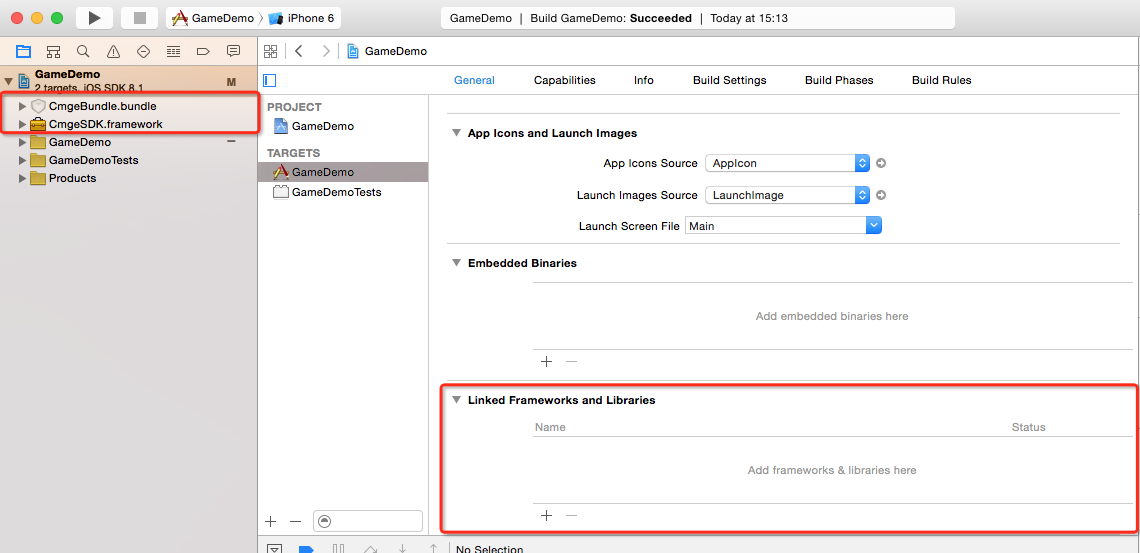 GameDemo iPhone 6
GameDemo | Build GameDemo: Succeeded | Today at 15:13
GameDemo
GameDemo M
2 targets, iOS SDK 8.1
CmgeBundle.bundle
CmgeSDK.framework
GameDemo
GameDemoTests
Products
General Capabilities Info Build Settings Build Phases Build Rules
PROJECT
GameDemo
TARGETS
GameDemo
GameDemoTests
App Icons and Launch Images
App Icons Source AppIcon
Launch Images Source LaunchImage
Launch Screen File Main
Embedded Binaries
Add embedded binaries here
Linked Frameworks and Libraries
Name Status
Add frameworks & libraries here
No Selection